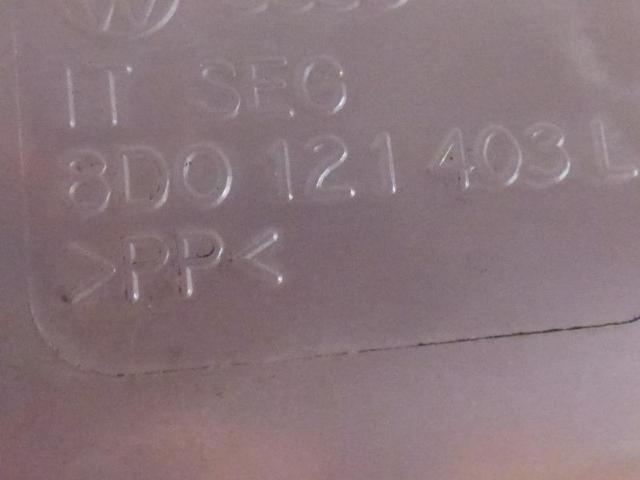 IT SEG
8D0 121 403 L
>PP<